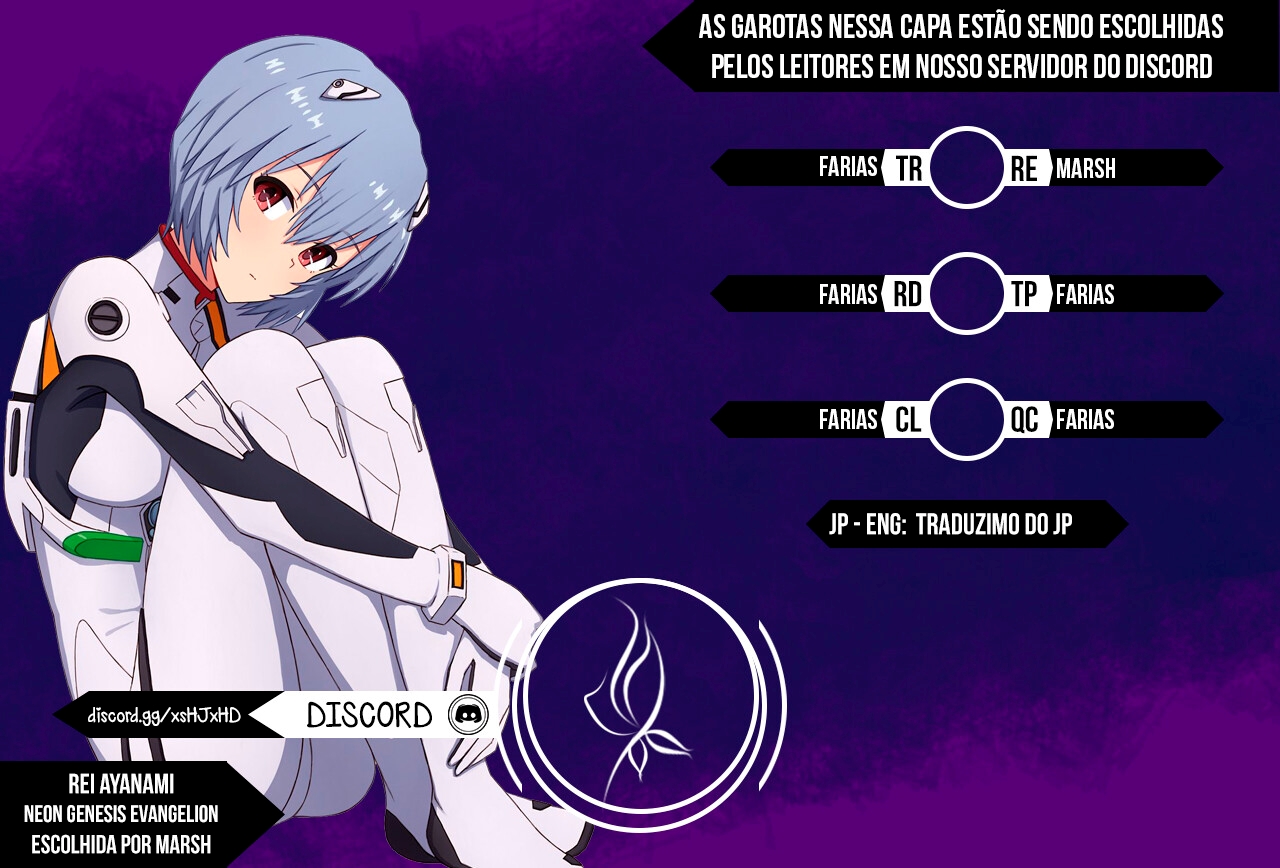 AS GAROTAS NESSA CAPA ESTÃO SENDO ESCOLHIDAS
PELOS LEITORES EM NOSSO SERVIDOR DO DISCORD
FARIAS TR RE MARSH
FARIAS RD TP FARIAS
FARIAS CL QC FARIAS
JP - ENG: TRADUZIMO DO JP
discord.gg/xsHJxHD DISCORD
REI AYANAMI
NEON GENESIS EVANGELION
ESCOLHIDA POR MARSH